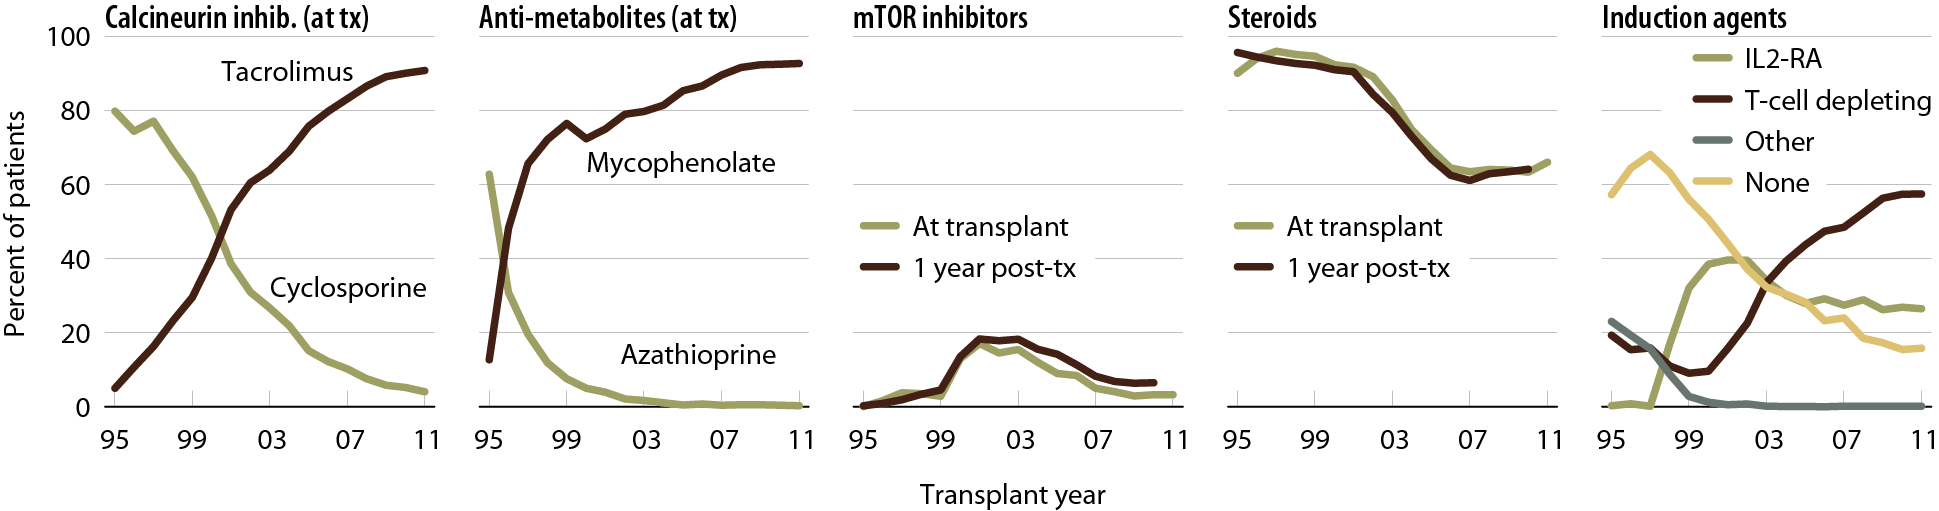 Calcineurin inhib. (at tx)
Anti-metabolites (at tx)
mTOR inhibitors
Steroids
Induction agents
Percent of patients
100
80
60
40
20
0
Tacrolimus
Cyclosporine
95 99 03 07 11
Mycophenolate
Azathioprine
95 99 03 07 11
At transplant
1 year post-tx
95 99 03 07 11
At transplant
1 year post-tx
95 99 03 07 11
IL2-RA
T-cell depleting
Other
None
95 99 03 07 11
Transplant year